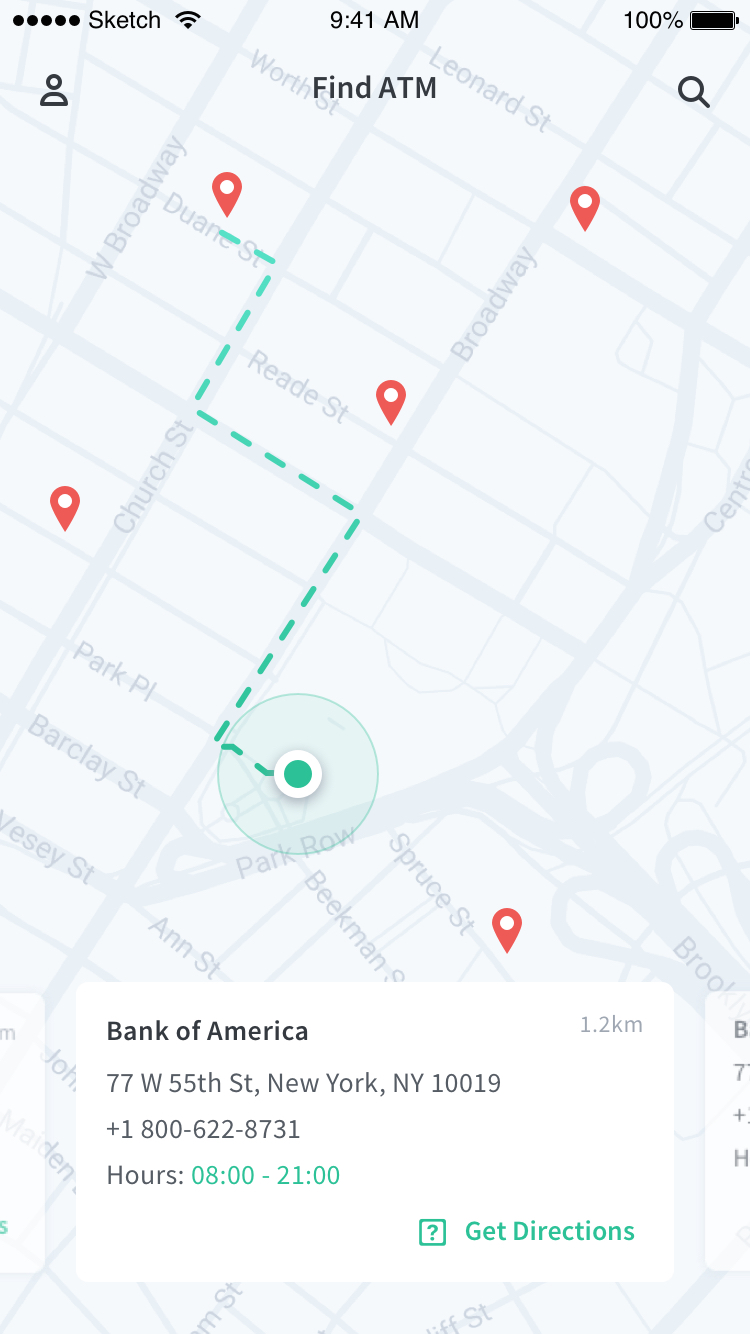 Sketch 9:41 AM 100%
Find ATM
Worth St
Leonard St
W Broadway
Duane St
Broadway
Reade St
Church St
Park Pl
Barclay St
Vesey St
Park Row
Spruce St
Beekman S
Ann St
m
Bank of America 1.2km
77 W 55th St, New York, NY 10019
+1 800-622-8731
Hours: 08:00 - 21:00
Get Directions
Maiden
B
H
s